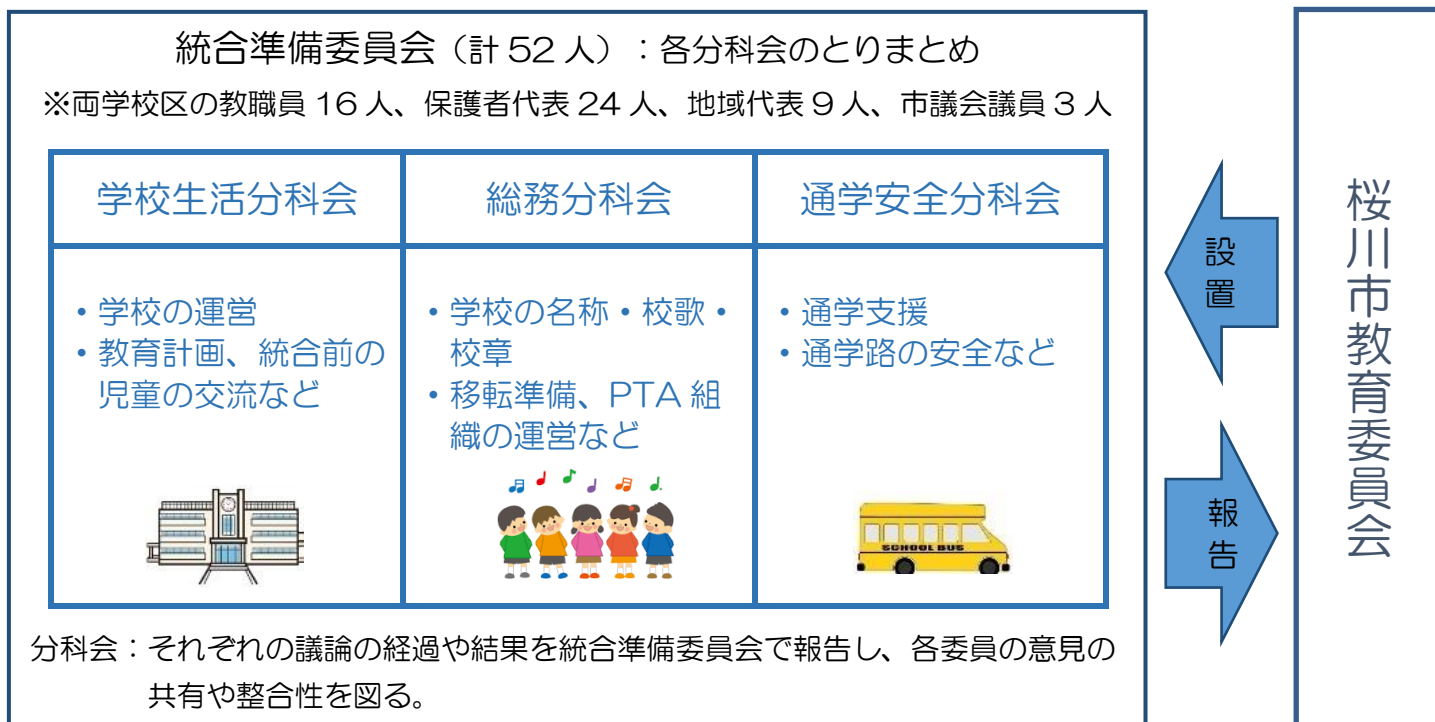 統合準備委員会（計 52 人）：各分科会のとりまとめ
※両学校区の教職員 16 人、保護者代表 24 人、地域代表 9 人、市議会議員 3 人
学校生活分科会
・学校の運営
・教育計画、統合前の
児童の交流など
総務分科会
・学校の名称・校歌・
校章
・移転準備、PTA 組
織の運営など
通学安全分科会
・通学支援
・通学路の安全など
SCHOOL BUS
分科会：それぞれの議論の経過や結果を統合準備委員会で報告し、各委員の意見の
共有や整合性を図る。
設置
報告
桜川市教育委員会